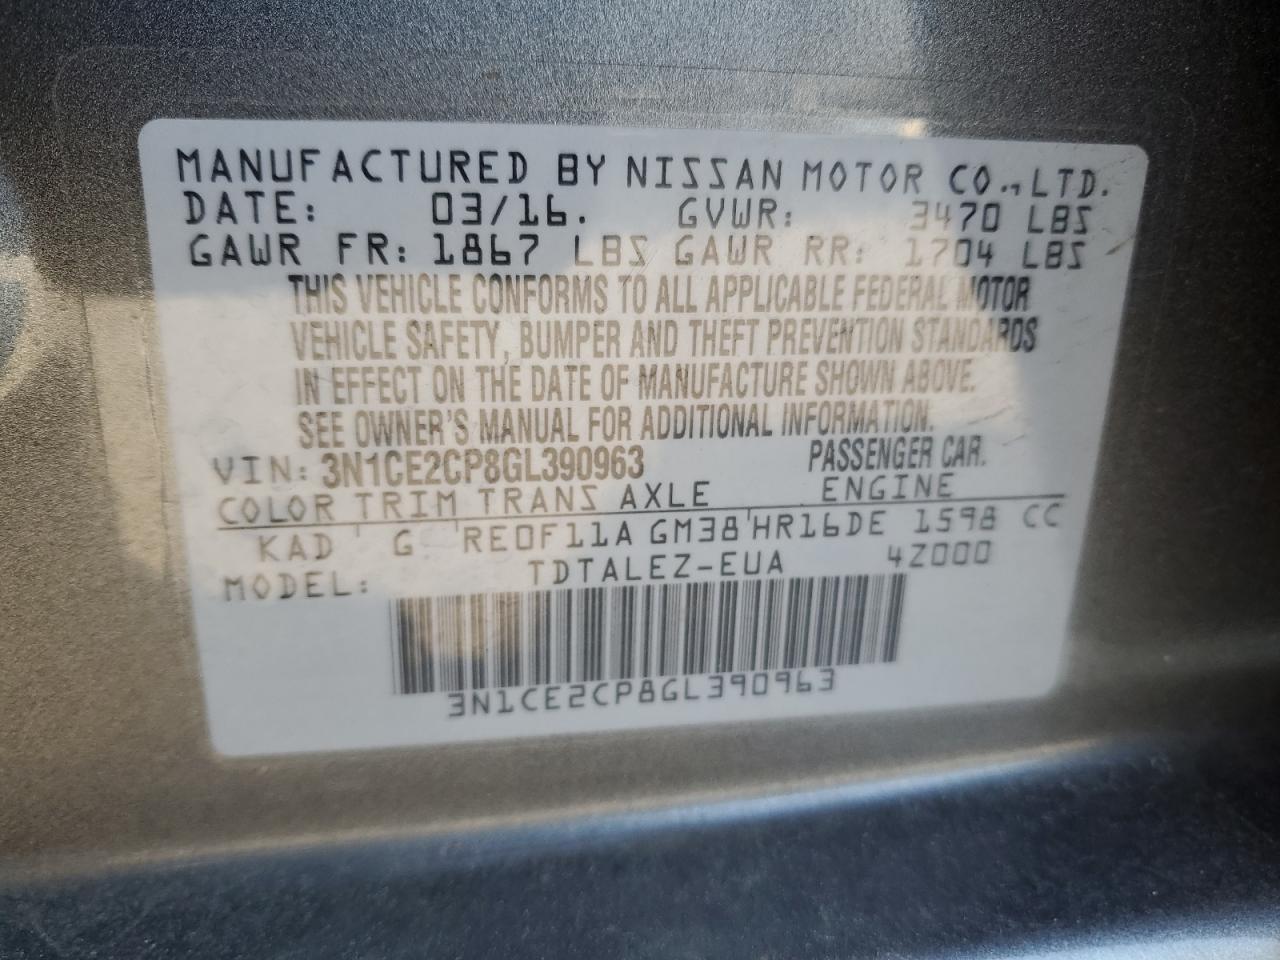 MANUFACTURED BY NISSAN MOTOR CO., LTD.
DATE: 03/16. GVWR: 3470 LBS
GAWR FR: 1867 LBS GAWR RR: 1704 LBS
THIS VEHICLE CONFORMS TO ALL APPLICABLE FEDERAL MOTOR
VEHICLE SAFETY, BUMPER AND THEFT PREVENTION STANDARDS
IN EFFECT ON THE DATE OF MANUFACTURE SHOWN ABOVE.
SEE OWNER'S MANUAL FOR ADDITIONAL INFORMATION.
VIN: 3N1CE2CP8GL390963 PASSENGER CAR.
COLOR TRIM TRANS AXLE ENGINE
KAD G RE0F11A GM38 HR16DE 1598 CC
MODEL: TDTALEZ-EUA 4Z000
3N1CE2CP8GL390963